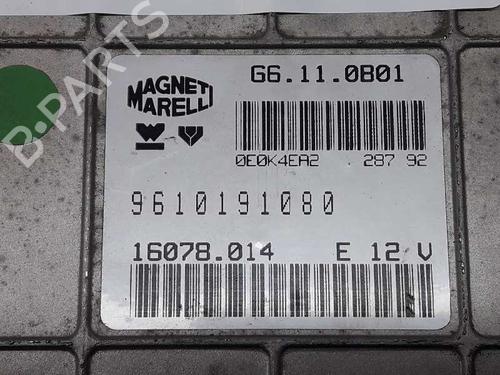 MAGNETI
MARELLI
G6.11.0B01
0E0K4EA2 287 92
9610191080
16078.014 E 12 V
B-PARTS